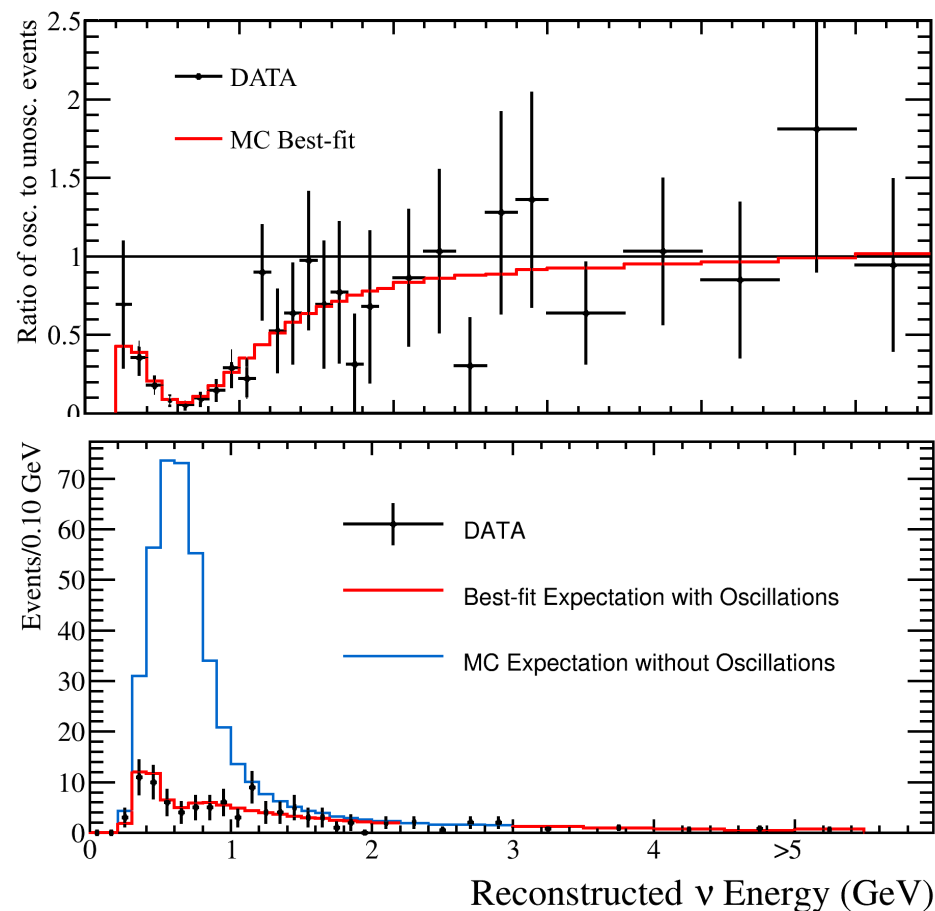 Ratio of osc. to unosc. events
2.5
2
1.5
1
0.5
0
DATA
MC Best-fit
Events/0.10 GeV
70
60
50
40
30
20
10
0
DATA
Best-fit Expectation with Oscillations
MC Expectation without Oscillations
0 1 2 3 4 >5
Reconstructed ν Energy (GeV)